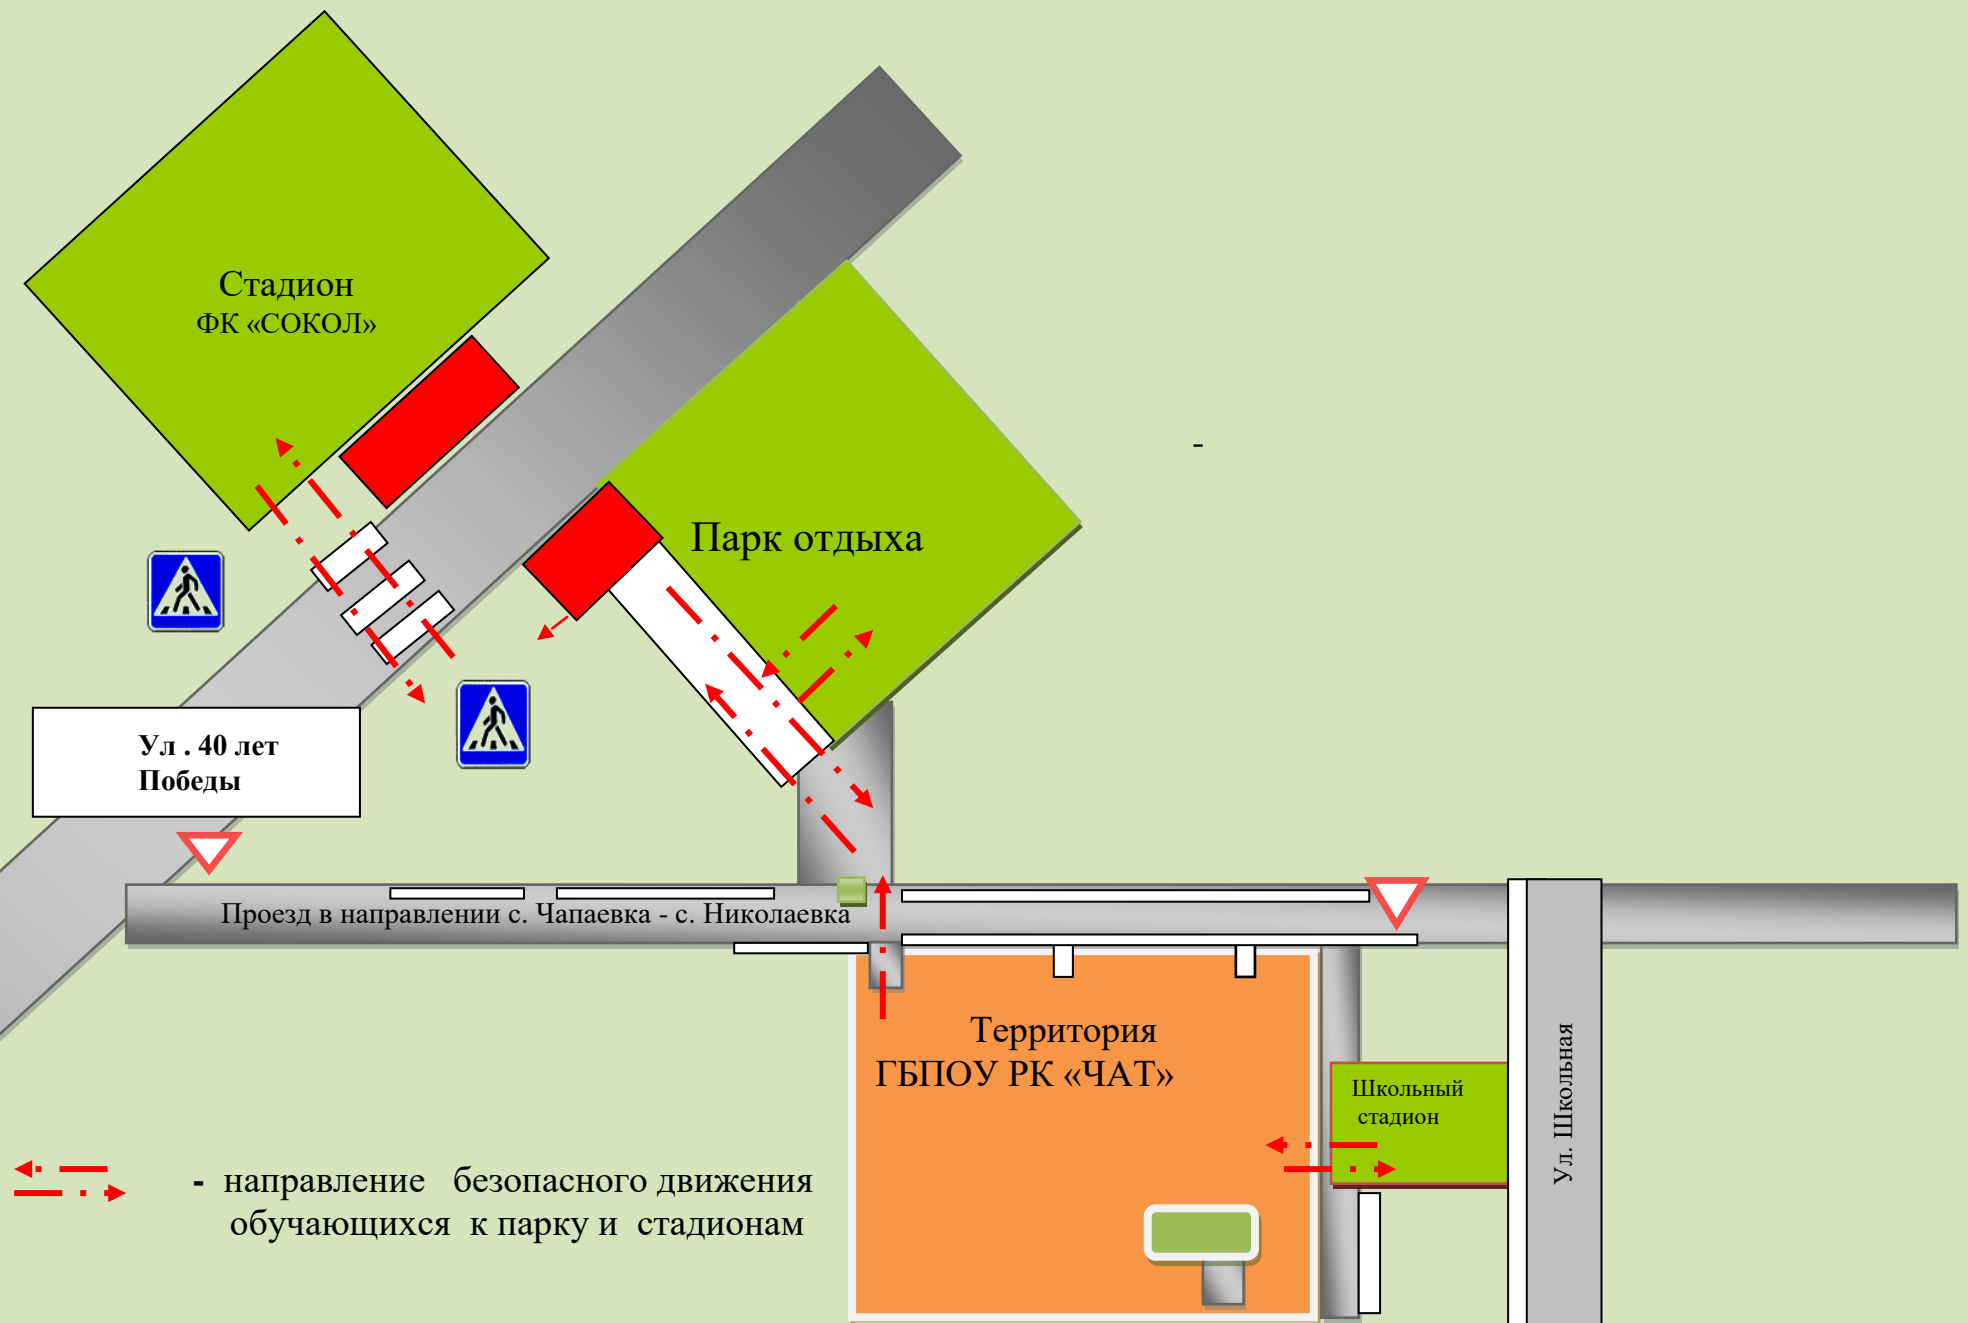 Стадион
ФК «СОКОЛ»
-
Парк отдыха
Ул . 40 лет
Победы
Проезд в направлении с. Чапаевка - с. Николаевка
Территория
ГБПОУ РК «ЧАТ»
Школьный
стадион
Ул. Школьная
- направление безопасного движения
обучающихся к парку и стадионам